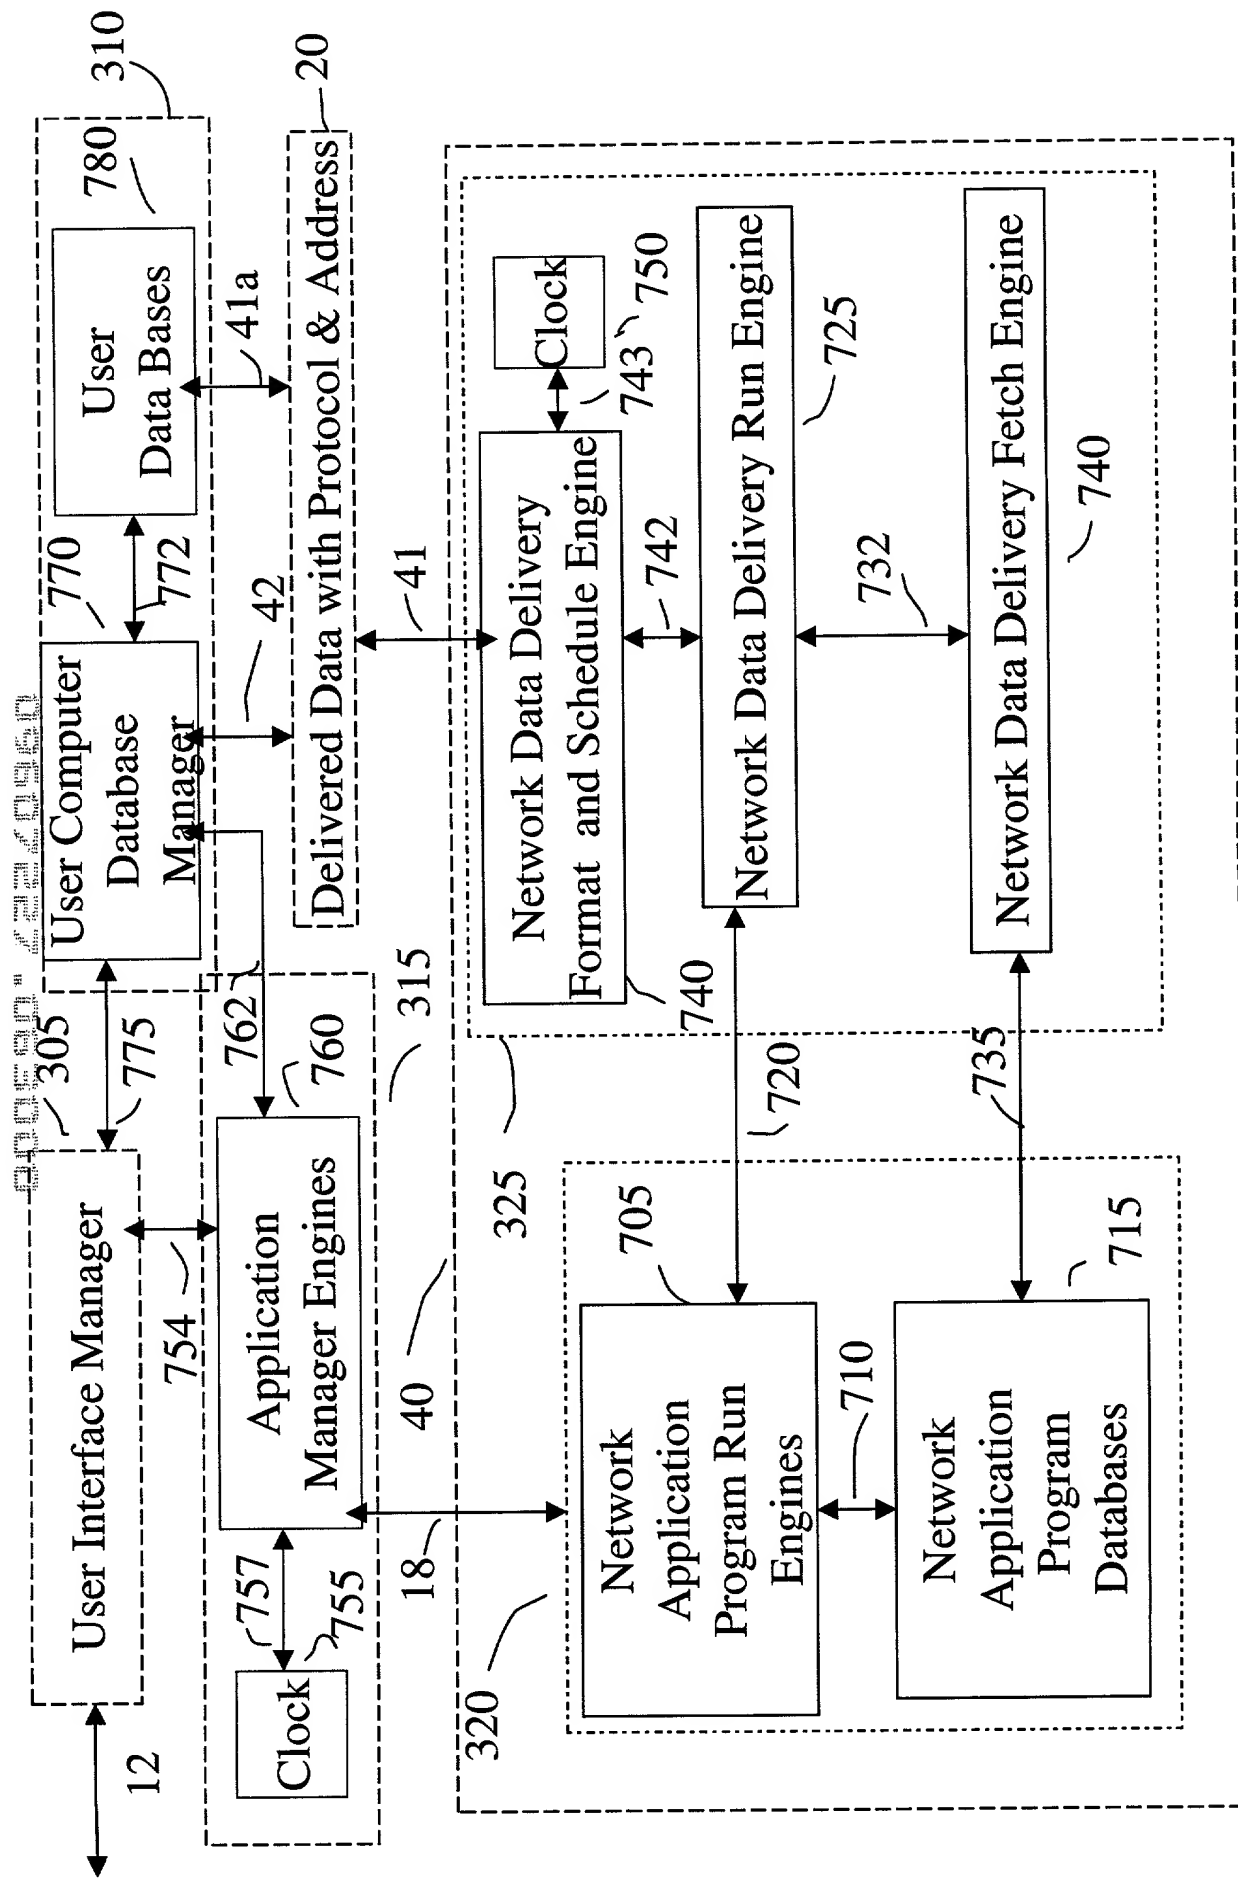 12
User Interface Manager
305
775
User Computer
Database
Manager
770
772
User
Data Bases
780
310
754
757
Clock
755
Application
Manager Engines
760
762
42
41a
Delivered Data with Protocol & Address
20
315
40
18
41
320
325
Network
Application
Program Run
Engines
705
710
Network
Application
Program
Databases
715
720
735
Network Data Delivery
Format and Schedule Engine
740
Clock
743
750
742
Network Data Delivery Run Engine
725
732
Network Data Delivery Fetch Engine
740